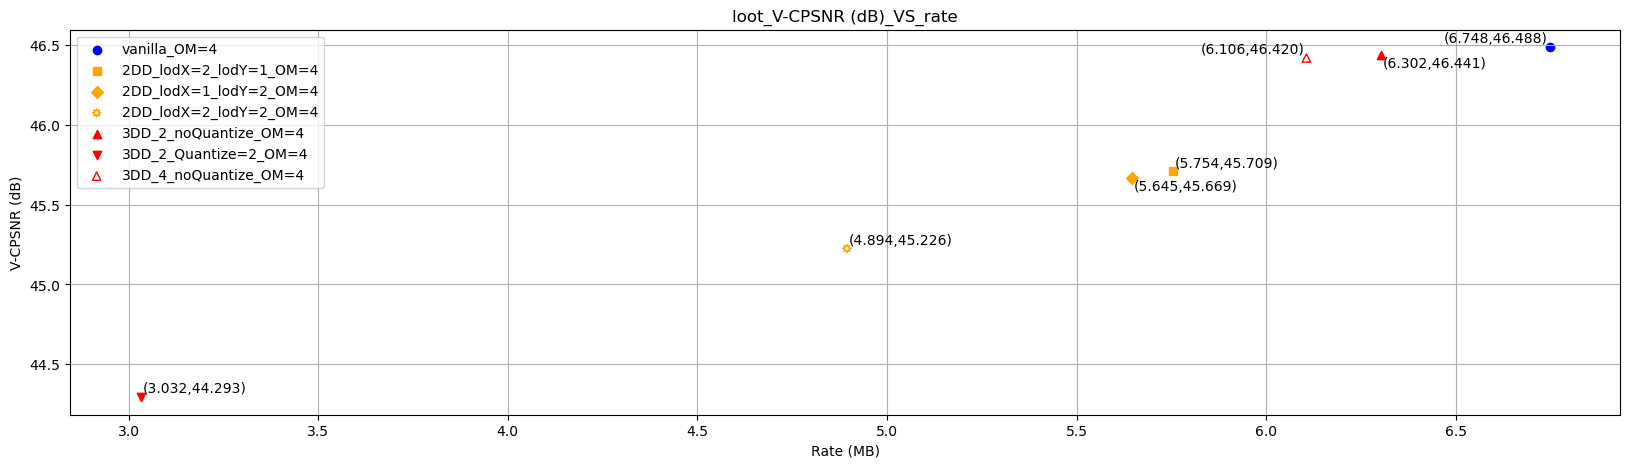 loot_V-CPSNR (dB)_VS_rate
vanilla_OM=4
2DD_lodX=2_lodY=1_OM=4
2DD_lodX=1_lodY=2_OM=4
2DD_lodX=2_lodY=2_OM=4
3DD_2_noQuantize_OM=4
3DD_2_Quantize=2_OM=4
3DD_4_noQuantize_OM=4
(6.748,46.488)
(6.106,46.420)
(6.302,46.441)
(5.754,45.709)
(5.645,45.669)
(4.894,45.226)
(3.032,44.293)
V-CPSNR (dB)
46.5
46.0
45.5
45.0
44.5
3.0 3.5 4.0 4.5 5.0 5.5 6.0 6.5
Rate (MB)